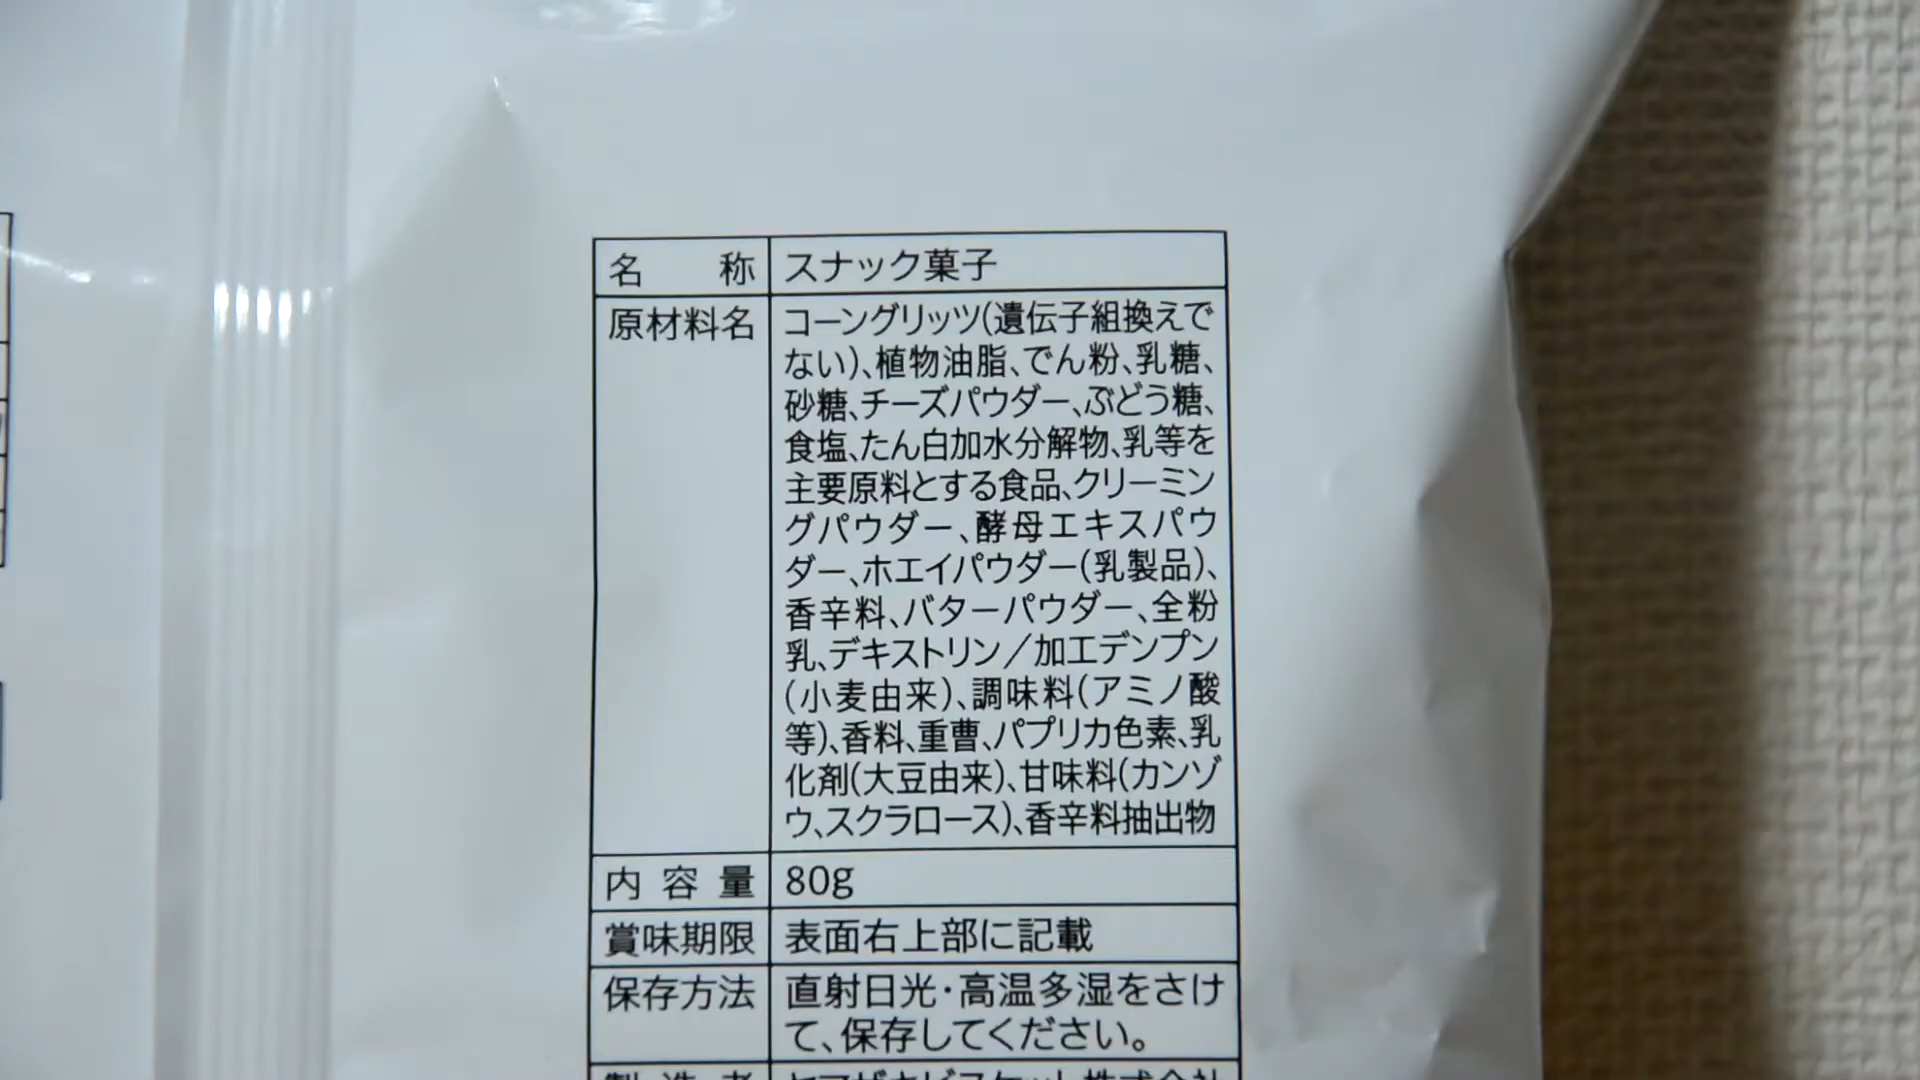 名 称 スナック菓子
原材料名 コーングリッツ(遺伝子組換えで
ない)、植物油脂、でん粉、乳糖、
砂糖、チーズパウダー、ぶどう糖、
食塩、たん白加水分解物、乳等を
主要原料とする食品、クリーミン
グパウダー、酵母エキスパウ
ダー、ホエイパウダー(乳製品)、
香辛料、バターパウダー、全粉
乳、デキストリン/加工デンプン
(小麦由来)、調味料(アミノ酸
等)、香料、重曹、パプリカ色素、乳
化剤(大豆由来)、甘味料(カンゾ
ウ、スクラロース)、香辛料抽出物
内容量 80g
賞味期限 表面右上部に記載
保存方法 直射日光・高温多湿をさけ
て、保存してください。